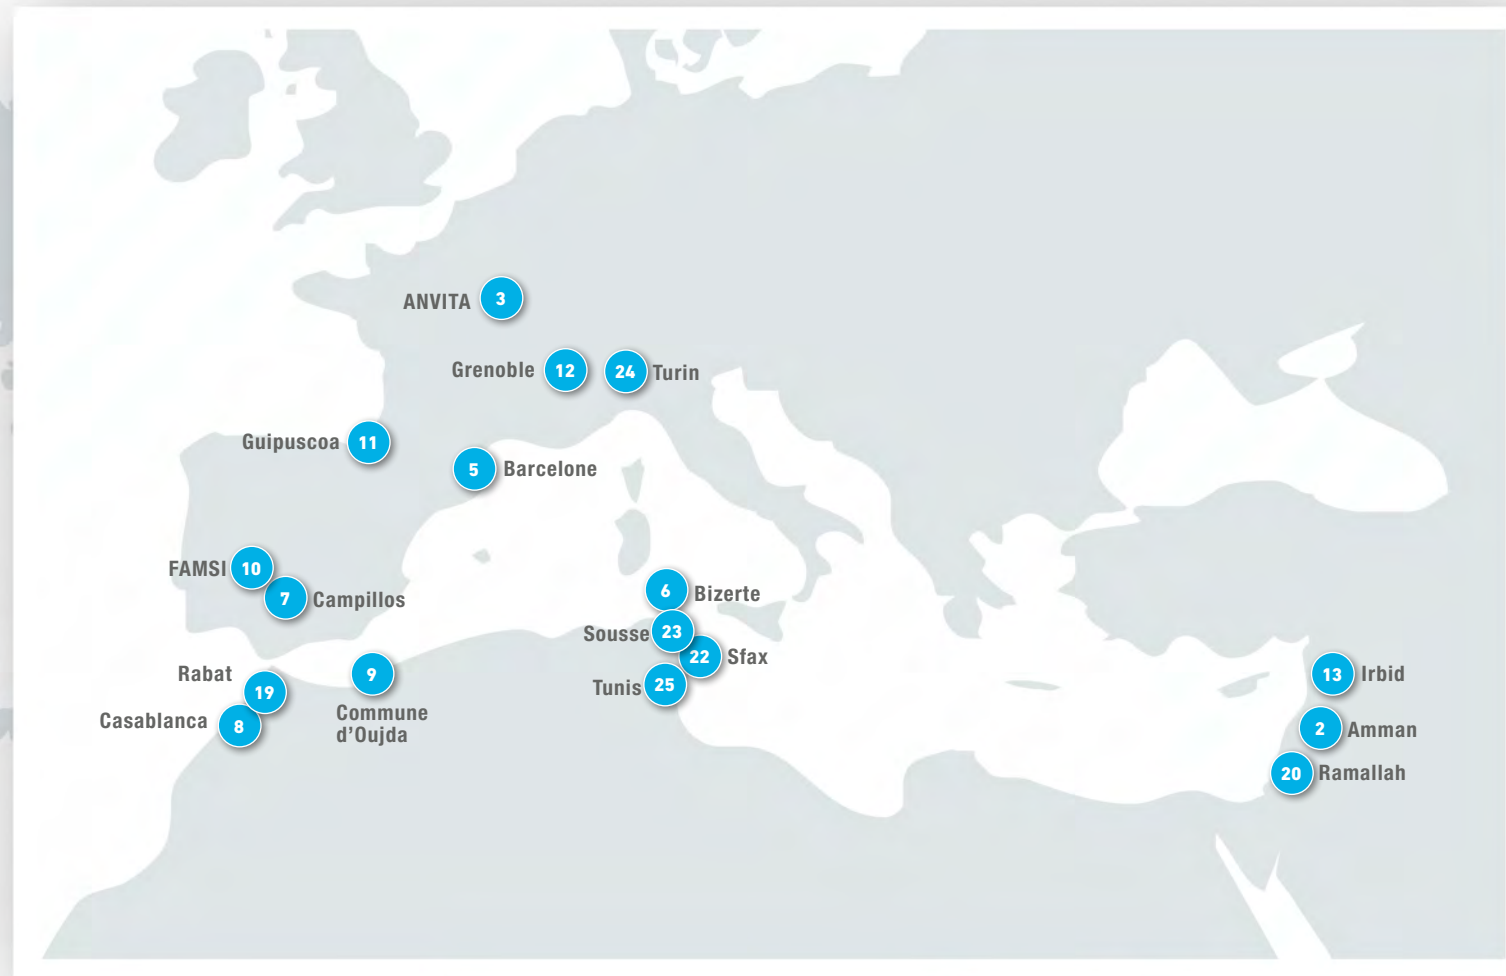 ANVITA 3
Grenoble 12
24 Turin
Guipuscoa 11
5 Barcelone
FAMSI 10
7 Campillos
6 Bizerte
Sousse 23
22 Sfax
Tunis 25
Rabat 19
9
Commune
d'Oujda
Casablanca 8
13 Irbid
2 Amman
20 Ramallah